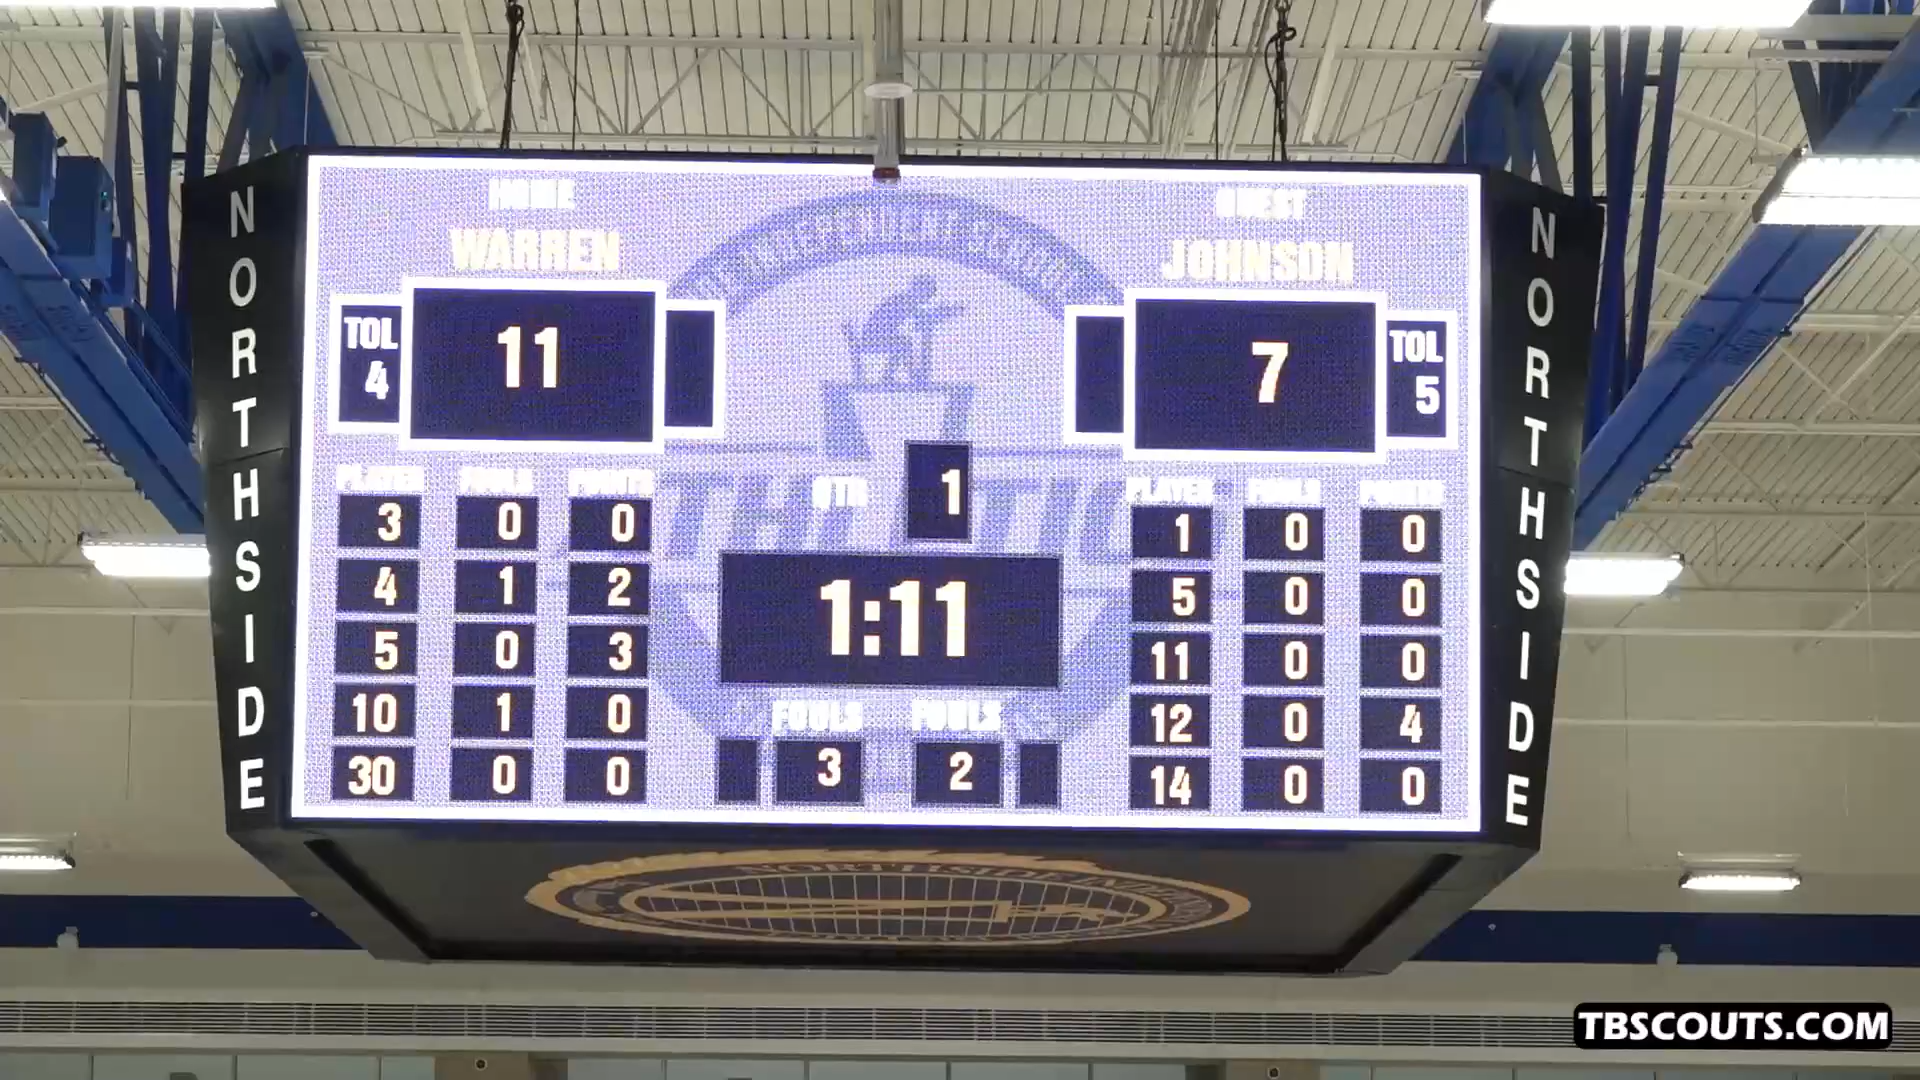 NORTHSIDE
HOME
WARREN
TOL
4
11
GUEST
JOHNSON
7
TOL
5
QTR 1
1:11
PLAYER FOULS POINTS
3 0 0
4 1 2
5 0 3
10 1 0
30 0 0
FOULS FOULS
3 2
PLAYER FOULS POINTS
1 0 0
5 0 0
11 0 0
12 0 4
14 0 0
NORTHSIDE
NORTHSIDE
TBSCOUTS.COM